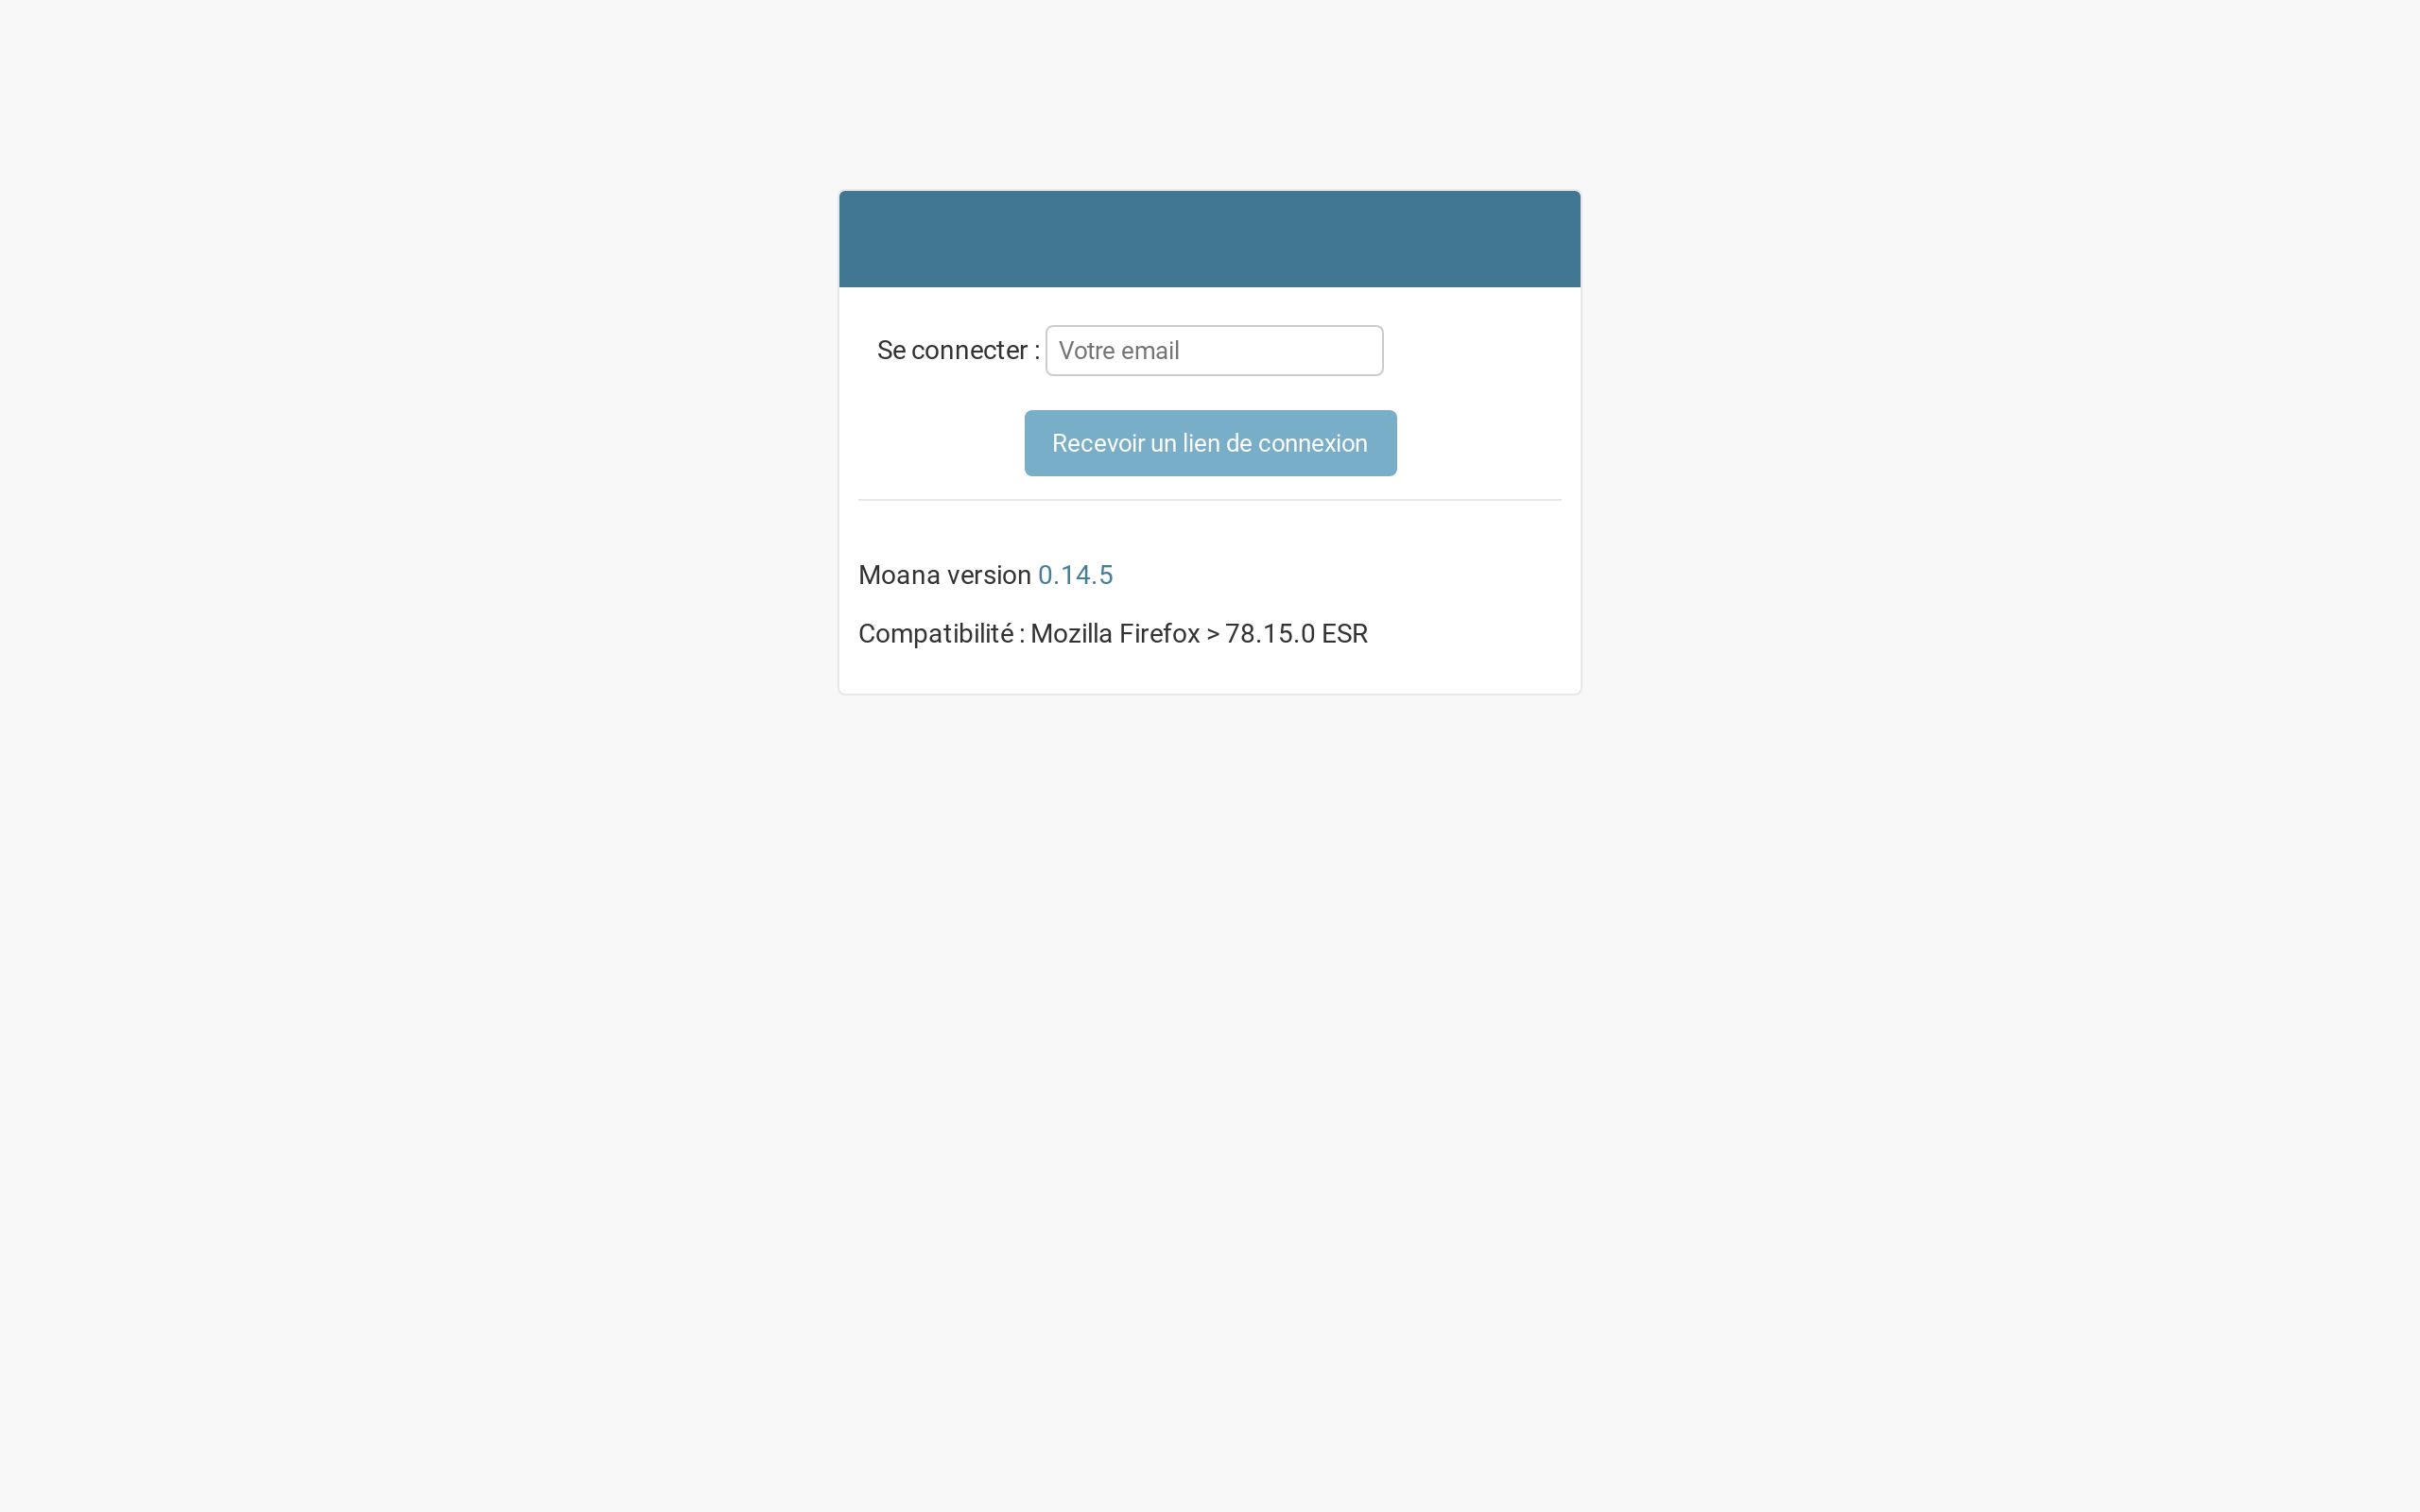 Se connecter : Votre email
Recevoir un lien de connexion
Moana version 0.14.5
Compatibilité : Mozilla Firefox > 78.15.0 ESR